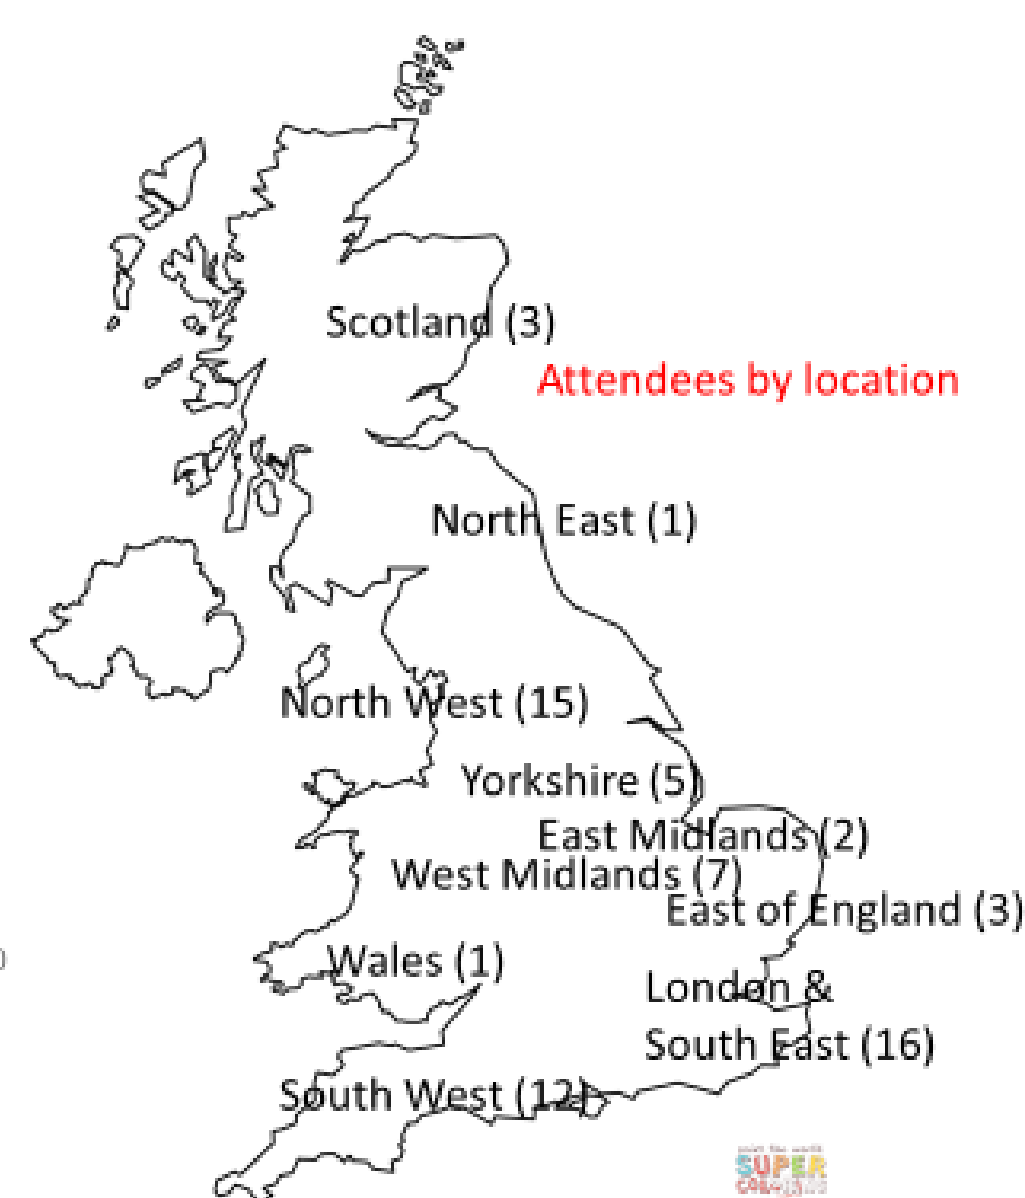 Scotland (3)
Attendees by location
North East (1)
North West (15)
Yorkshire (5)
East Midlands (2)
West Midlands (7)
East of England (3)
Wales (1)
London &
South East (16)
South West (12)
SUPER